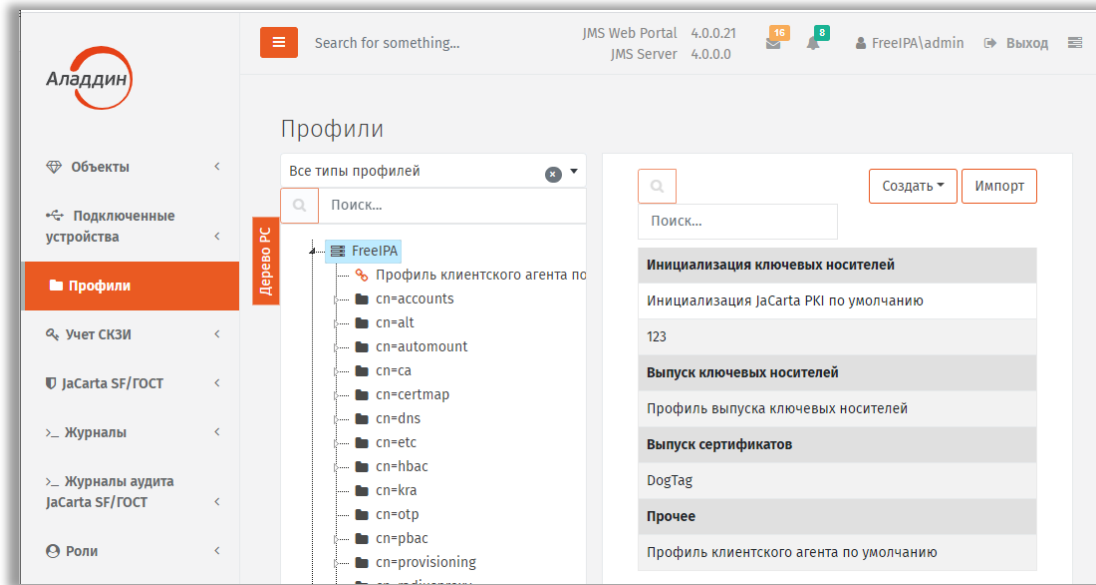 Аладдин
Search for something...
JMS Web Portal 4.0.0.21
JMS Server 4.0.0.0
16
8
FreeIPA\admin
Выход
Объекты
Подключенные
устройства
Профили
Учет СКЗИ
JaCarta SF/ГОСТ
Журналы
Журналы аудита
JaCarta SF/ГОСТ
Роли
Профили
Все типы профилей
Поиск...
Дерево РС
FreeIPA
Профиль клиентского агента по
cn=accounts
cn=alt
cn=automount
cn=ca
cn=certmap
cn=dns
cn=etc
cn=hbac
cn=kra
cn=otp
cn=pbac
cn=provisioning
Создать
Импорт
Поиск...
Инициализация ключевых носителей
Инициализация JaCarta PKI по умолчанию
123
Выпуск ключевых носителей
Профиль выпуска ключевых носителей
Выпуск сертификатов
DogTag
Прочее
Профиль клиентского агента по умолчанию